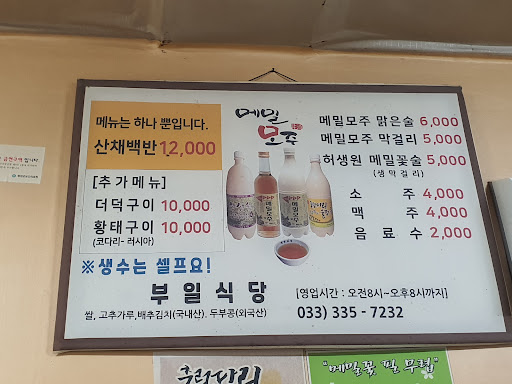 메뉴는 하나 뿐입니다.
산채백반 12,000
[추가메뉴]
더덕구이 10,000
황태구이 10,000
(코다리- 러시아)
메밀
모주
메밀모주 맑은술 6,000
메밀모주 막걸리 5,000
허생원 메밀꽃술 5,000
(생막걸리)
소 주 4,000
맥 주 4,000
음 료 수 2,000
※생수는 셀프요!
부일식당
[영업시간 : 오전8시~오후8시까지]
쌀, 고추가루,배추김치(국내산). 두부콩(외국산)
033) 335 - 7232
"메밀꽃 필 무렵"